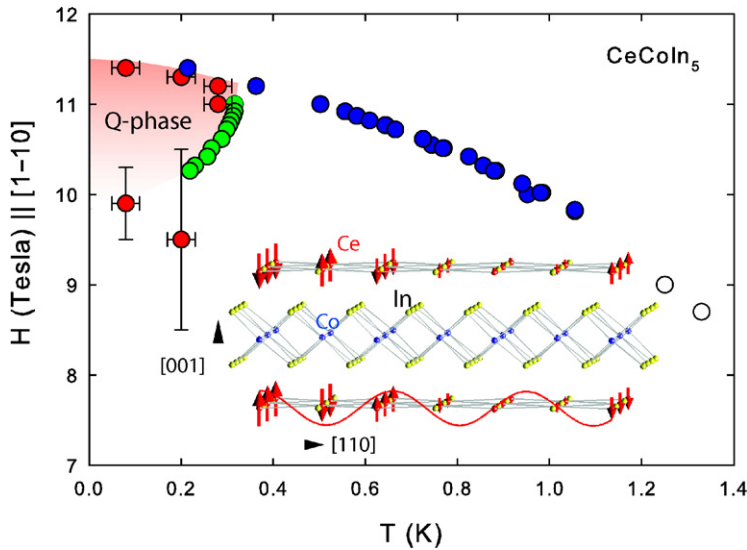 12
CeCoIn5
11
Q-phase
10
H (Tesla) || [1-10]
Ce
9
In
Co
[001]
8
[110]
7
0.0 0.2 0.4 0.6 0.8 1.0 1.2 1.4
T (K)